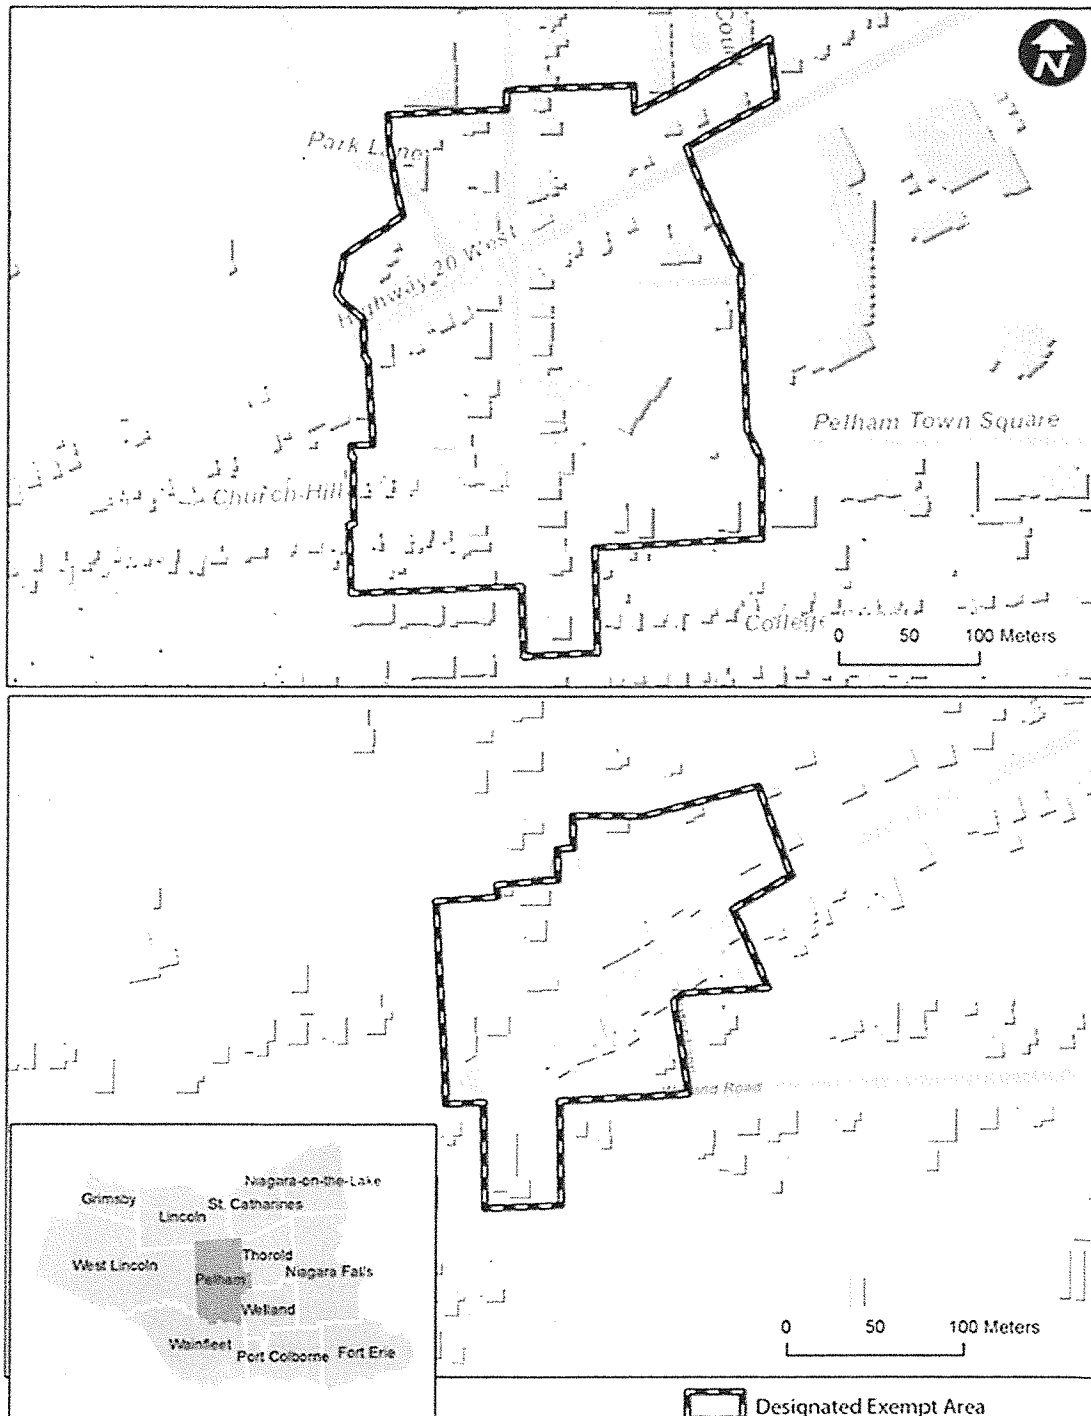 N
Park Lane
Highway 20 West
Pelham Town Square
Church Hill
College
0 50 100 Meters
Road
Niagara-on-the-Lake
Grimsby
St. Catharines
Lincoln
Thorold
West Lincoln
Niagara Falls
Pelham
Welland
Wainfleet
Port Colborne
Fort Erie
0 50 100 Meters
Designated Exempt Area